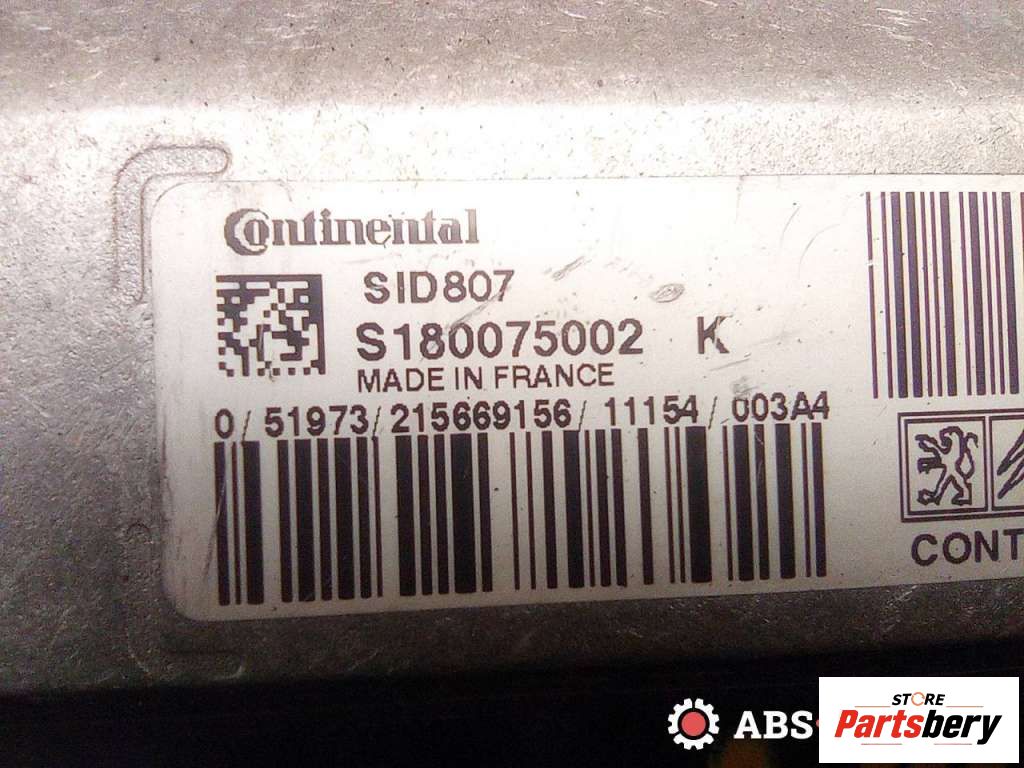 Continental
SID807
S180075002 K
MADE IN FRANCE
0/51973/215669156/11154/003A4
CONT
ABS-
STORE
Partsbery